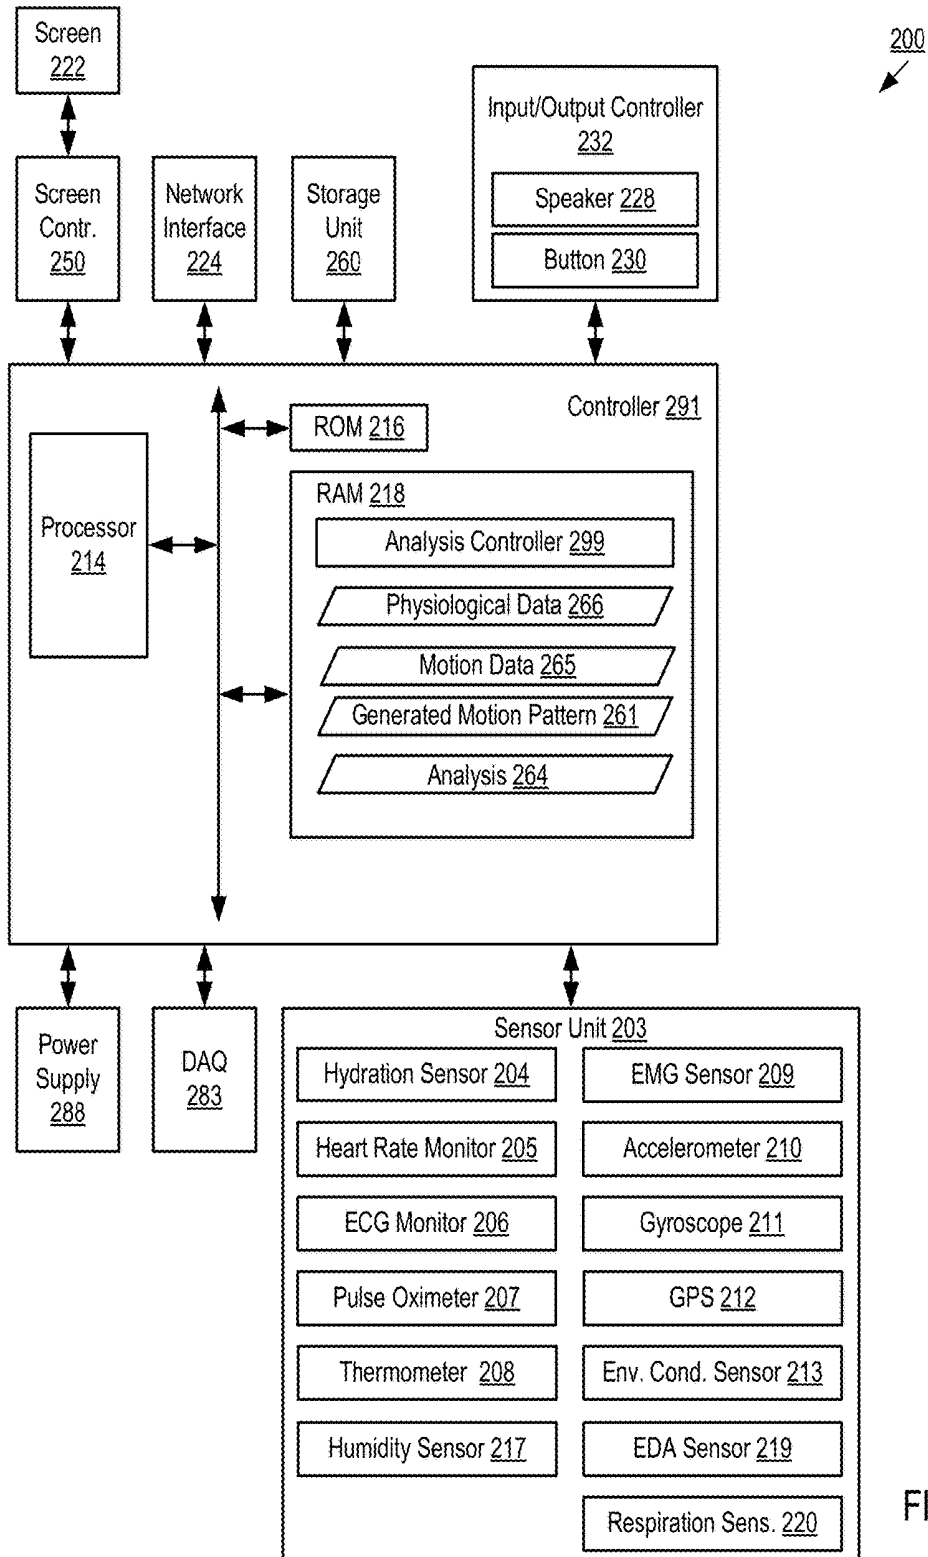 Screen
222
200
Input/Output Controller
232
Speaker 228
Button 230
Screen
Contr.
250
Network
Interface
224
Storage
Unit
260
Controller 291
ROM 216
Processor
214
RAM 218
Analysis Controller 299
Physiological Data 266
Motion Data 265
Generated Motion Pattern 261
Analysis 264
Power
Supply
288
DAQ
283
Sensor Unit 203
Hydration Sensor 204
EMG Sensor 209
Heart Rate Monitor 205
Accelerometer 210
ECG Monitor 206
Gyroscope 211
Pulse Oximeter 207
GPS 212
Thermometer 208
Env. Cond. Sensor 213
Humidity Sensor 217
EDA Sensor 219
Respiration Sens. 220
FI